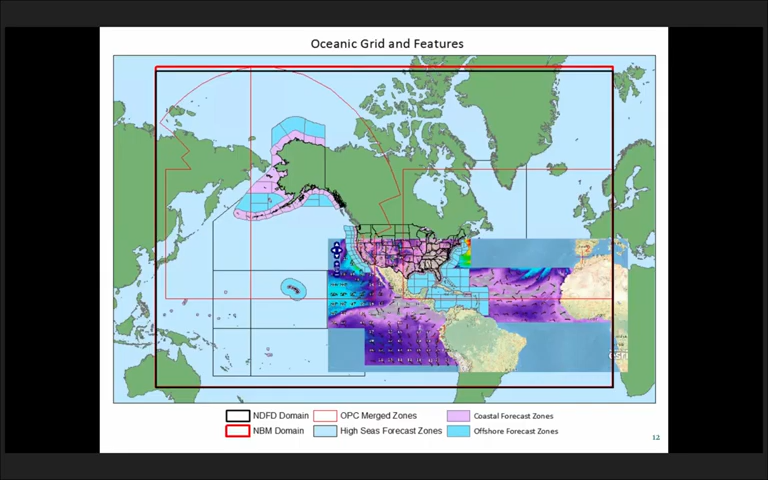 Oceanic Grid and Features
esri
NDFD Domain
OPC Merged Zones
Coastal Forecast Zones
NBM Domain
High Seas Forecast Zones
Offshore Forecast Zones
12